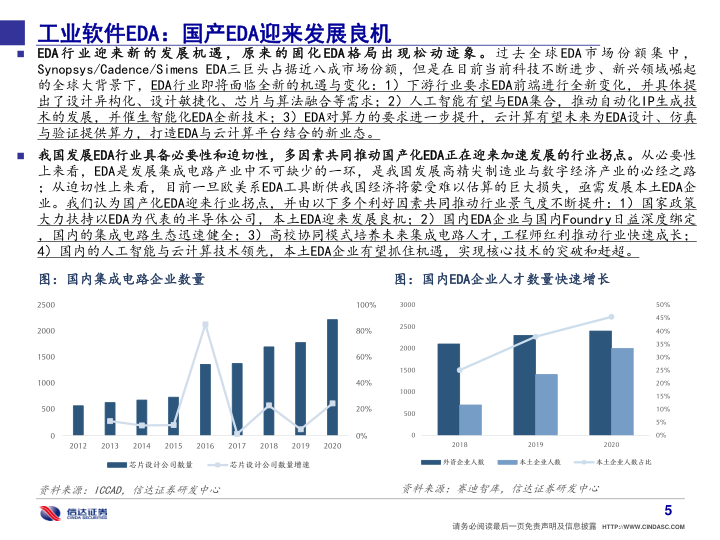 工业软件EDA：国产EDA迎来发展良机
■ EDA行业迎来新的发展机遇，原来的固化EDA格局出现松动迹象。过去全球EDA市场份额集中，
Synopsys/Cadence/Simens EDA三巨头占据近八成市场份额，但是在目前当前科技不断进步、新兴领域崛起
的全球大背景下，EDA行业即将面临全新的机遇与变化：1）下游行业要求EDA前端进行全新变化，并具体提
出了设计异构化、设计敏捷化、芯片与算法融合等需求；2）人工智能有望与EDA集合，推动自动化IP生成技
术的发展，并催生智能化EDA全新技术；3）EDA对算力的要求进一步提升，云计算有望未来为EDA设计、仿真
与验证提供算力，打造EDA与云计算平台结合的新业态。
■ 我国发展EDA行业具备必要性和迫切性，多因素共同推动国产化EDA正在迎来加速发展的行业拐点。从必要性
上来看，EDA是发展集成电路产业中不可缺少的一环，是我国发展高精尖制造业与数字经济产业的必经之路
；从迫切性上来看，目前一旦欧美系EDA工具断供我国经济将蒙受难以估算的巨大损失，亟需发展本土EDA企
业。我们认为国产化EDA迎来行业拐点，并由以下多个利好因素共同推动行业景气度不断提升：1）国家政策
大力扶持以EDA为代表的半导体公司，本土EDA迎来发展良机；2）国内EDA企业与国内Foundry日益深度绑定
，国内的集成电路生态迅速健全；3）高校协同模式培养未来集成电路人才，工程师红利推动行业快速成长；
4）国内的人工智能与云计算技术领先，本土EDA企业有望抓住机遇，实现核心技术的突破和赶超。
图：国内集成电路企业数量
2500
2000
1500
1000
500
0
100%
80%
60%
40%
20%
0%
2012 2013 2014 2015 2016 2017 2018 2019 2020
芯片设计公司数量 芯片设计公司数量增速
资料来源：ICCAD，信达证券研发中心
图：国内EDA企业人才数量快速增长
3000
2500
2000
1500
1000
500
0
50%
45%
40%
35%
30%
25%
20%
15%
10%
5%
0%
2018 2019 2020
外资企业人数 本土企业人数 本土企业人数占比
资料来源：赛迪智库，信达证券研发中心
信达证券
CINDA SECURITIES
5
请务必阅读最后一页免责声明及信息披露 HTTP://WWW.CINDASC.COM